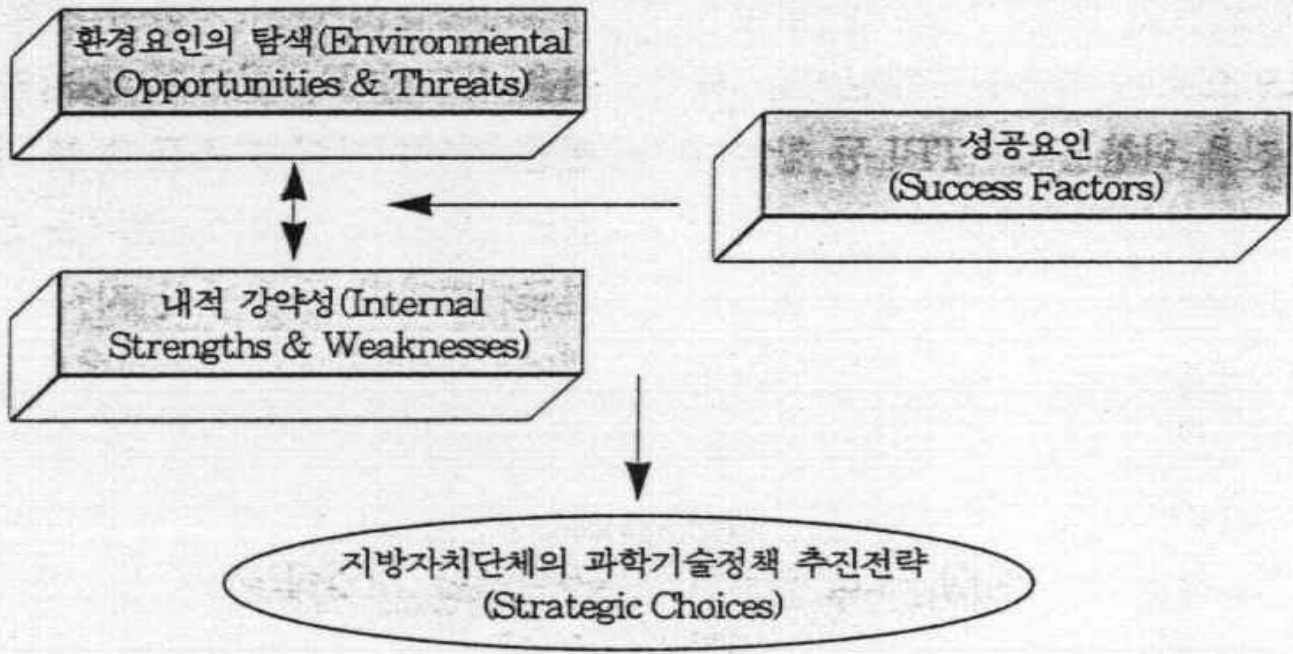 환경요인의 탐색(Environmental
Opportunities & Threats)
성공요인
(Success Factors)
내적 강약성(Internal
Strengths & Weaknesses)
지방자치단체의 과학기술정책 추진전략
(Strategic Choices)